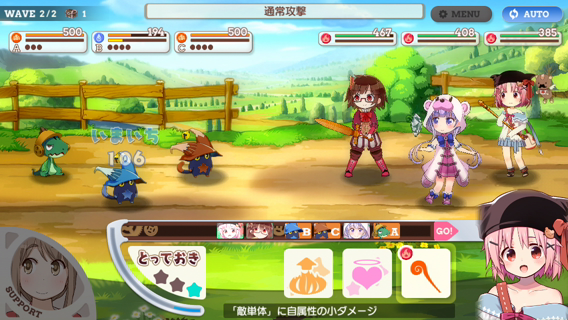 WAVE 2/2 1
通常攻撃
MENU
AUTO
500
174
500
467
408
385
A
B
C
いまいち
106
B
C
A
GO!
とっておき
SUPPORT
「敵単体」に自属性の小ダメージ